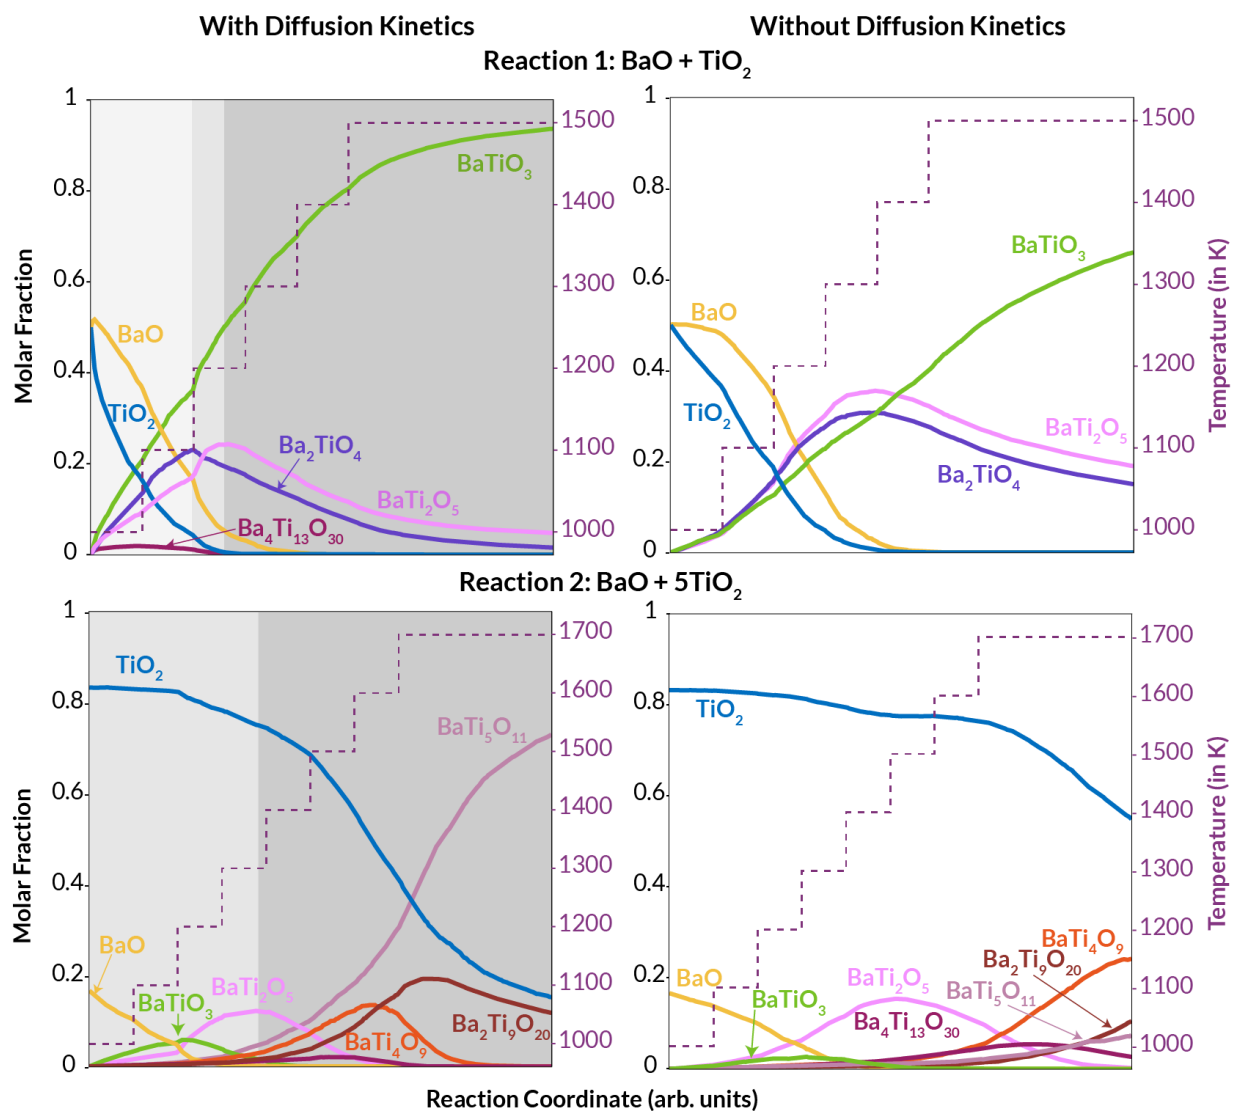 With Diffusion Kinetics
Without Diffusion Kinetics
Reaction 1: BaO + TiO₂
1
0.8
0.6
0.4
0.2
0
Molar Fraction
BaO
TiO₂
BaTiO₃
Ba₂TiO₄
BaTi₂O₅
Ba₄Ti₁₃O₃₀
1500
1400
1300
1200
1100
1000
1
0.8
0.6
0.4
0.2
0
BaO
TiO₂
BaTiO₃
BaTi₂O₅
Ba₂TiO₄
1500
1400
1300
1200
1100
1000
Temperature (in K)
Reaction 2: BaO + 5TiO₂
1
0.8
0.6
0.4
0.2
0
Molar Fraction
TiO₂
BaTi₅O₁₁
BaO
BaTiO₃
BaTi₂O₅
BaTi₄O₉
Ba₂Ti₉O₂₀
1700
1600
1500
1400
1300
1200
1100
1000
1
0.8
0.6
0.4
0.2
0
TiO₂
BaO
BaTiO₃
BaTi₂O₅
Ba₄Ti₁₃O₃₀
BaTi₄O₉
Ba₂Ti₉O₂₀
BaTi₅O₁₁
1700
1600
1500
1400
1300
1200
1100
1000
Temperature (in K)
Reaction Coordinate (arb. units)